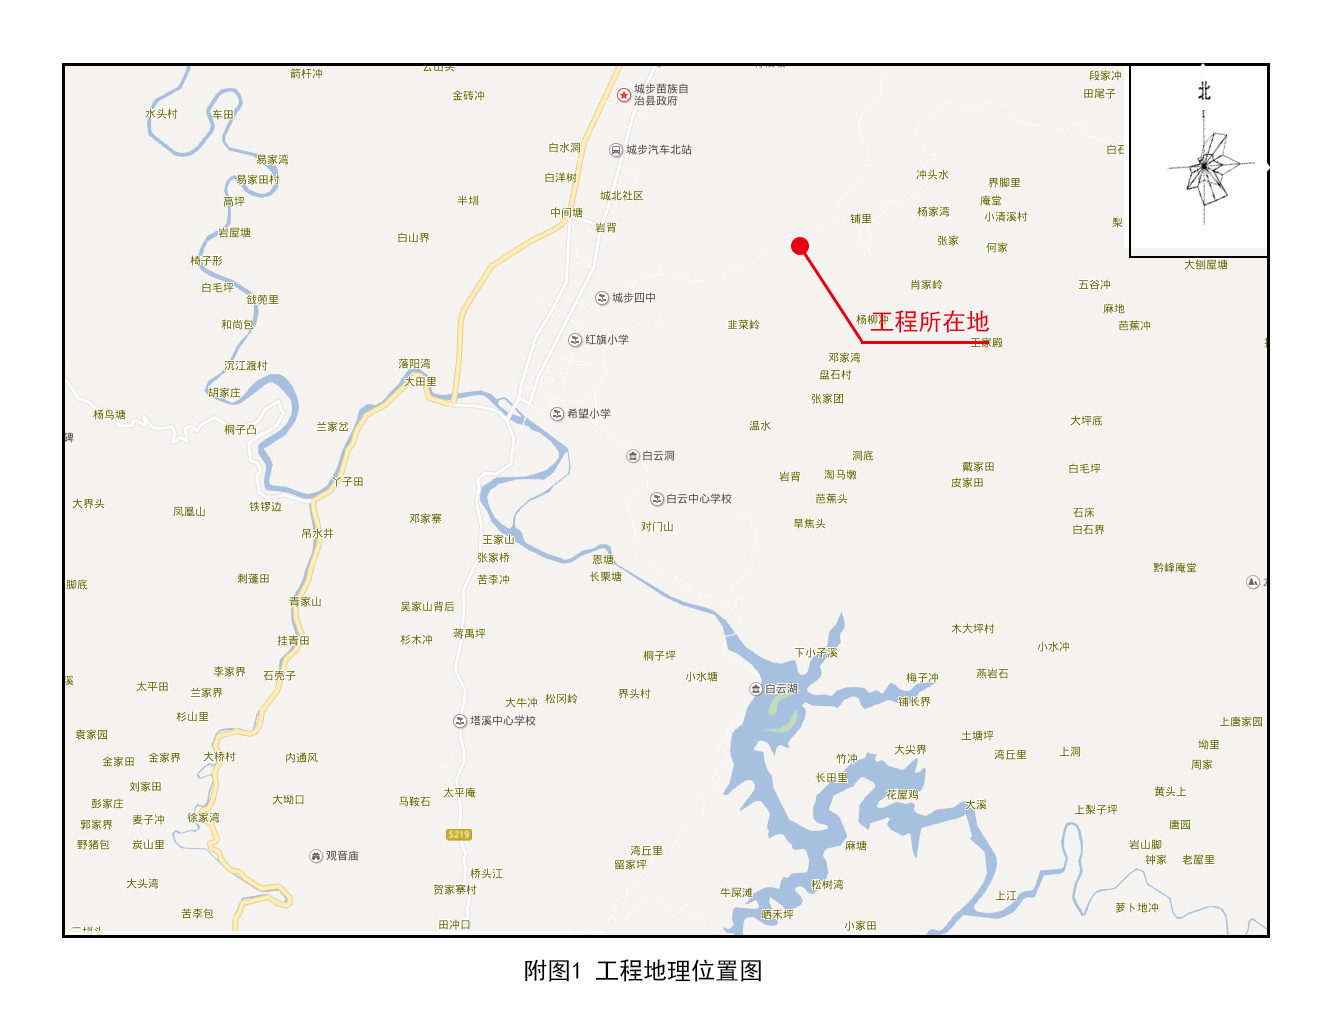 箭杆冲
金砖冲
城步苗族自
治县政府
段家冲
田尾子
北
水头村
车田
白水洞
城步汽车北站
易家湾
易家田村
白洋树
冲头水
界脚里
高坪
半圳
城北社区
庵堂
中间塘
杨家湾
小清溪村
铺里
岩背
岩屋塘
白山界
张家
何家
椅子形
大刨屋塘
白毛坪
肖家岭
五谷冲
城步四中
麻地
和尚包
韭菜岭
杨柳冲
工程所在地
芭蕉冲
红旗小学
王家殿
沉江渡村
落阳湾
邓家湾
大田里
盘石村
胡家庄
张家团
杨鸟塘
希望小学
桐子凸
兰家岔
温水
大坪底
碑
白云洞
洞底
岩背
淘马墩
戴家田
白毛坪
丫子田
皮家田
大界头
凤凰山
铁锣边
白云中心学校
芭蕉头
邓家寨
石床
吊水井
对门山
旱焦头
白石界
王家山
张家桥
恩塘
黔峰庵堂
脚底
刺蓬田
苦李冲
长栗塘
青家山
吴家山背后
挂青田
杉木冲
蒋禹坪
木大坪村
小水冲
桐子坪
下小子溪
溪
李家界
石壳子
小水塘
梅子冲
燕岩石
太平田
兰家界
界头村
白云湖
大牛冲
松冈岭
铺长界
杉山里
塔溪中心学校
上唐家园
袁家园
土塘坪
坳里
金家田
金家界
大桥村
内通风
竹冲
大尖界
湾丘里
上洞
周家
刘家田
长田里
彭家庄
大坳口
马鞍石
太平庵
花屋鸡
黄头上
大溪
上梨子坪
郭家界
麦子冲
徐家湾
唐园
S219
野猪包
炭山里
观音庙
湾丘里
麻塘
岩山脚
留家坪
钟家
老屋里
大头湾
桥头江
贺家寨村
牛屎滩
松树湾
上江
苦李包
晒禾坪
萝卜地冲
田冲口
小家田
附图1 工程地理位置图